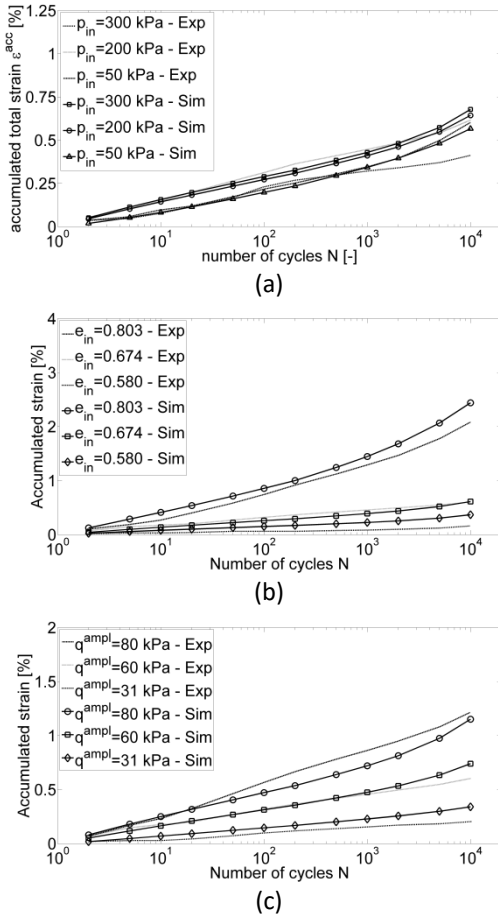 1.25
1
0.75
0.5
0.25
0
accumulated total strain ε^acc [%]
p_in=300 kPa - Exp
p_in=200 kPa - Exp
p_in=50 kPa - Exp
p_in=300 kPa - Sim
p_in=200 kPa - Sim
p_in=50 kPa - Sim
10^0 10^1 10^2 10^3 10^4
number of cycles N [-]
(a)
4
3
2
1
0
Accumulated strain [%]
e_in=0.803 - Exp
e_in=0.674 - Exp
e_in=0.580 - Exp
e_in=0.803 - Sim
e_in=0.674 - Sim
e_in=0.580 - Sim
10^0 10^1 10^2 10^3 10^4
Number of cycles N
(b)
2
1.5
1
0.5
0
Accumulated strain [%]
q^ampl=80 kPa - Exp
q^ampl=60 kPa - Exp
q^ampl=31 kPa - Exp
q^ampl=80 kPa - Sim
q^ampl=60 kPa - Sim
q^ampl=31 kPa - Sim
10^0 10^1 10^2 10^3 10^4
Number of cycles N
(c)